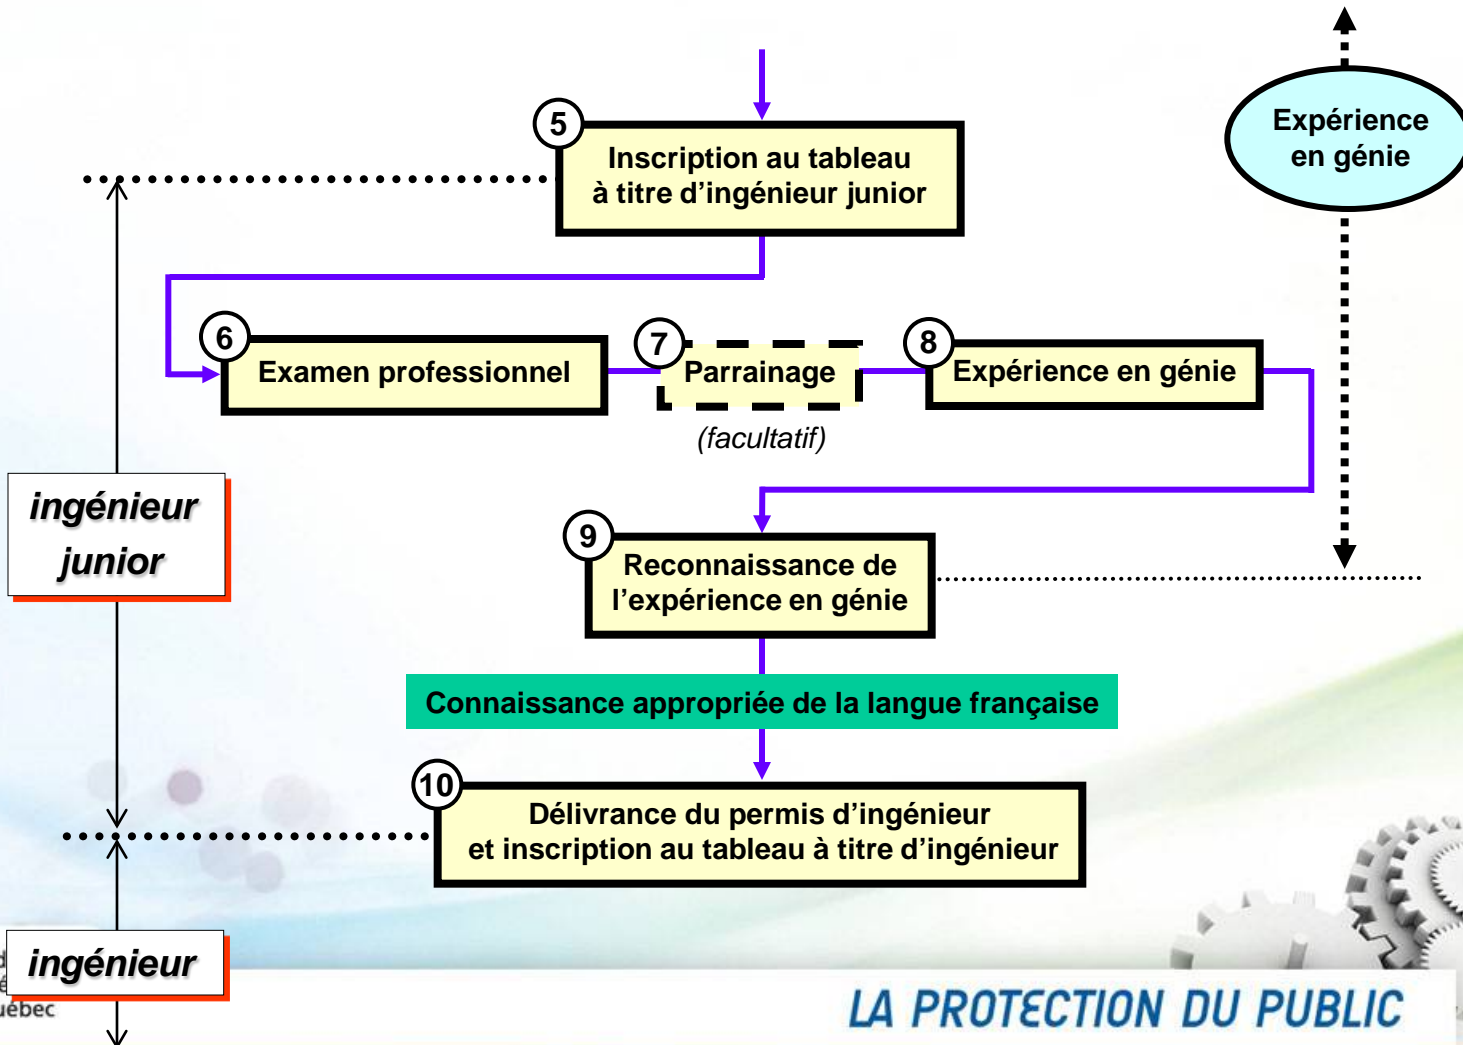 5
Inscription au tableau
à titre d’ingénieur junior
Expérience
en génie
6
Examen professionnel
7
Parrainage
(facultatif)
8
Expérience en génie
ingénieur
junior
9
Reconnaissance de
l’expérience en génie
Connaissance appropriée de la langue française
10
Délivrance du permis d’ingénieur
et inscription au tableau à titre d’ingénieur
ingénieur
LA PROTECTION DU PUBLIC